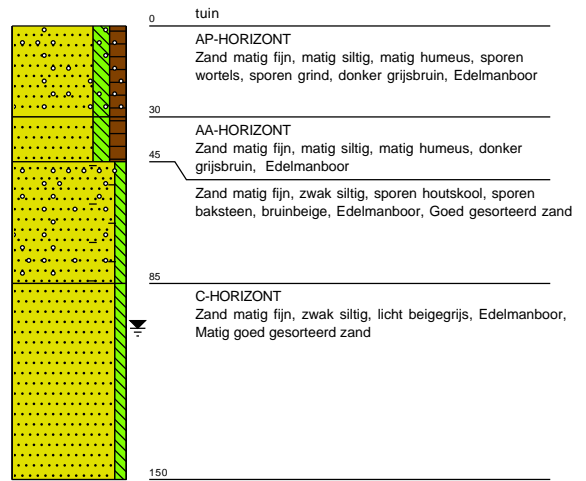 0
tuin
AP-HORIZONT
Zand matig fijn, matig siltig, matig humeus, sporen
wortels, sporen grind, donker grijsbruin, Edelmanboor
30
AA-HORIZONT
Zand matig fijn, matig siltig, matig humeus, donker
grijsbruin, Edelmanboor
45
Zand matig fijn, zwak siltig, sporen houtskool, sporen
baksteen, bruinbeige, Edelmanboor, Goed gesorteerd zand
85
C-HORIZONT
Zand matig fijn, zwak siltig, licht beigegrijs, Edelmanboor,
Matig goed gesorteerd zand
150